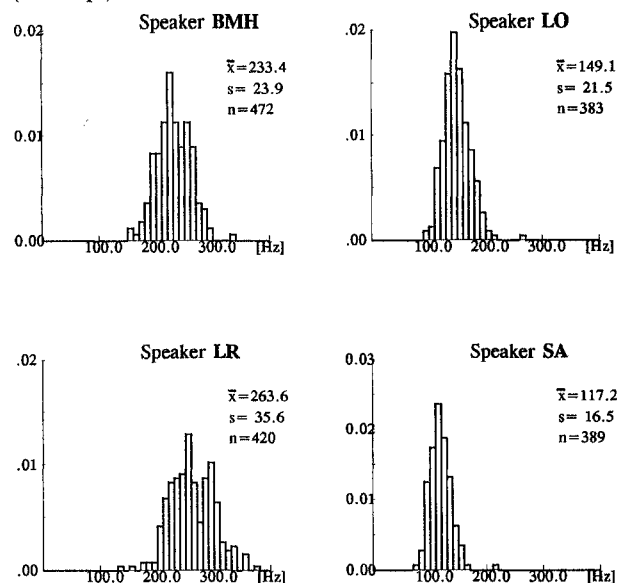 Speaker BMH
0.02
x̄=233.4
s= 23.9
n=472
0.01
0.00
100.0 200.0 300.0 [Hz]
Speaker LO
.02
x̄=149.1
s= 21.5
n=383
.01
.00
100.0 200.0 300.0 [Hz]
Speaker LR
.02
x̄=263.6
s= 35.6
n=420
.01
.00
100.0 200.0 300.0 [Hz]
Speaker SA
0.03
x̄=117.2
s= 16.5
n=389
0.02
0.01
0.00
100.0 200.0 300.0 [Hz]